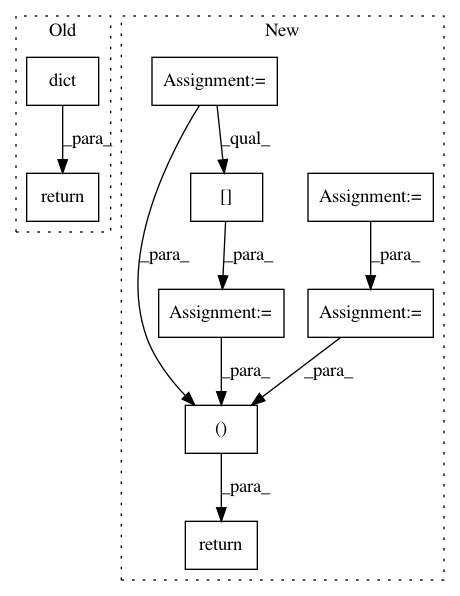 Old
New
dict
Assignment:=
_para_
_qual_
return
[]
Assignment:=
_para_
_para_
_para_
Assignment:=
Assignment:=
_para_
_para_
()
_para_
return